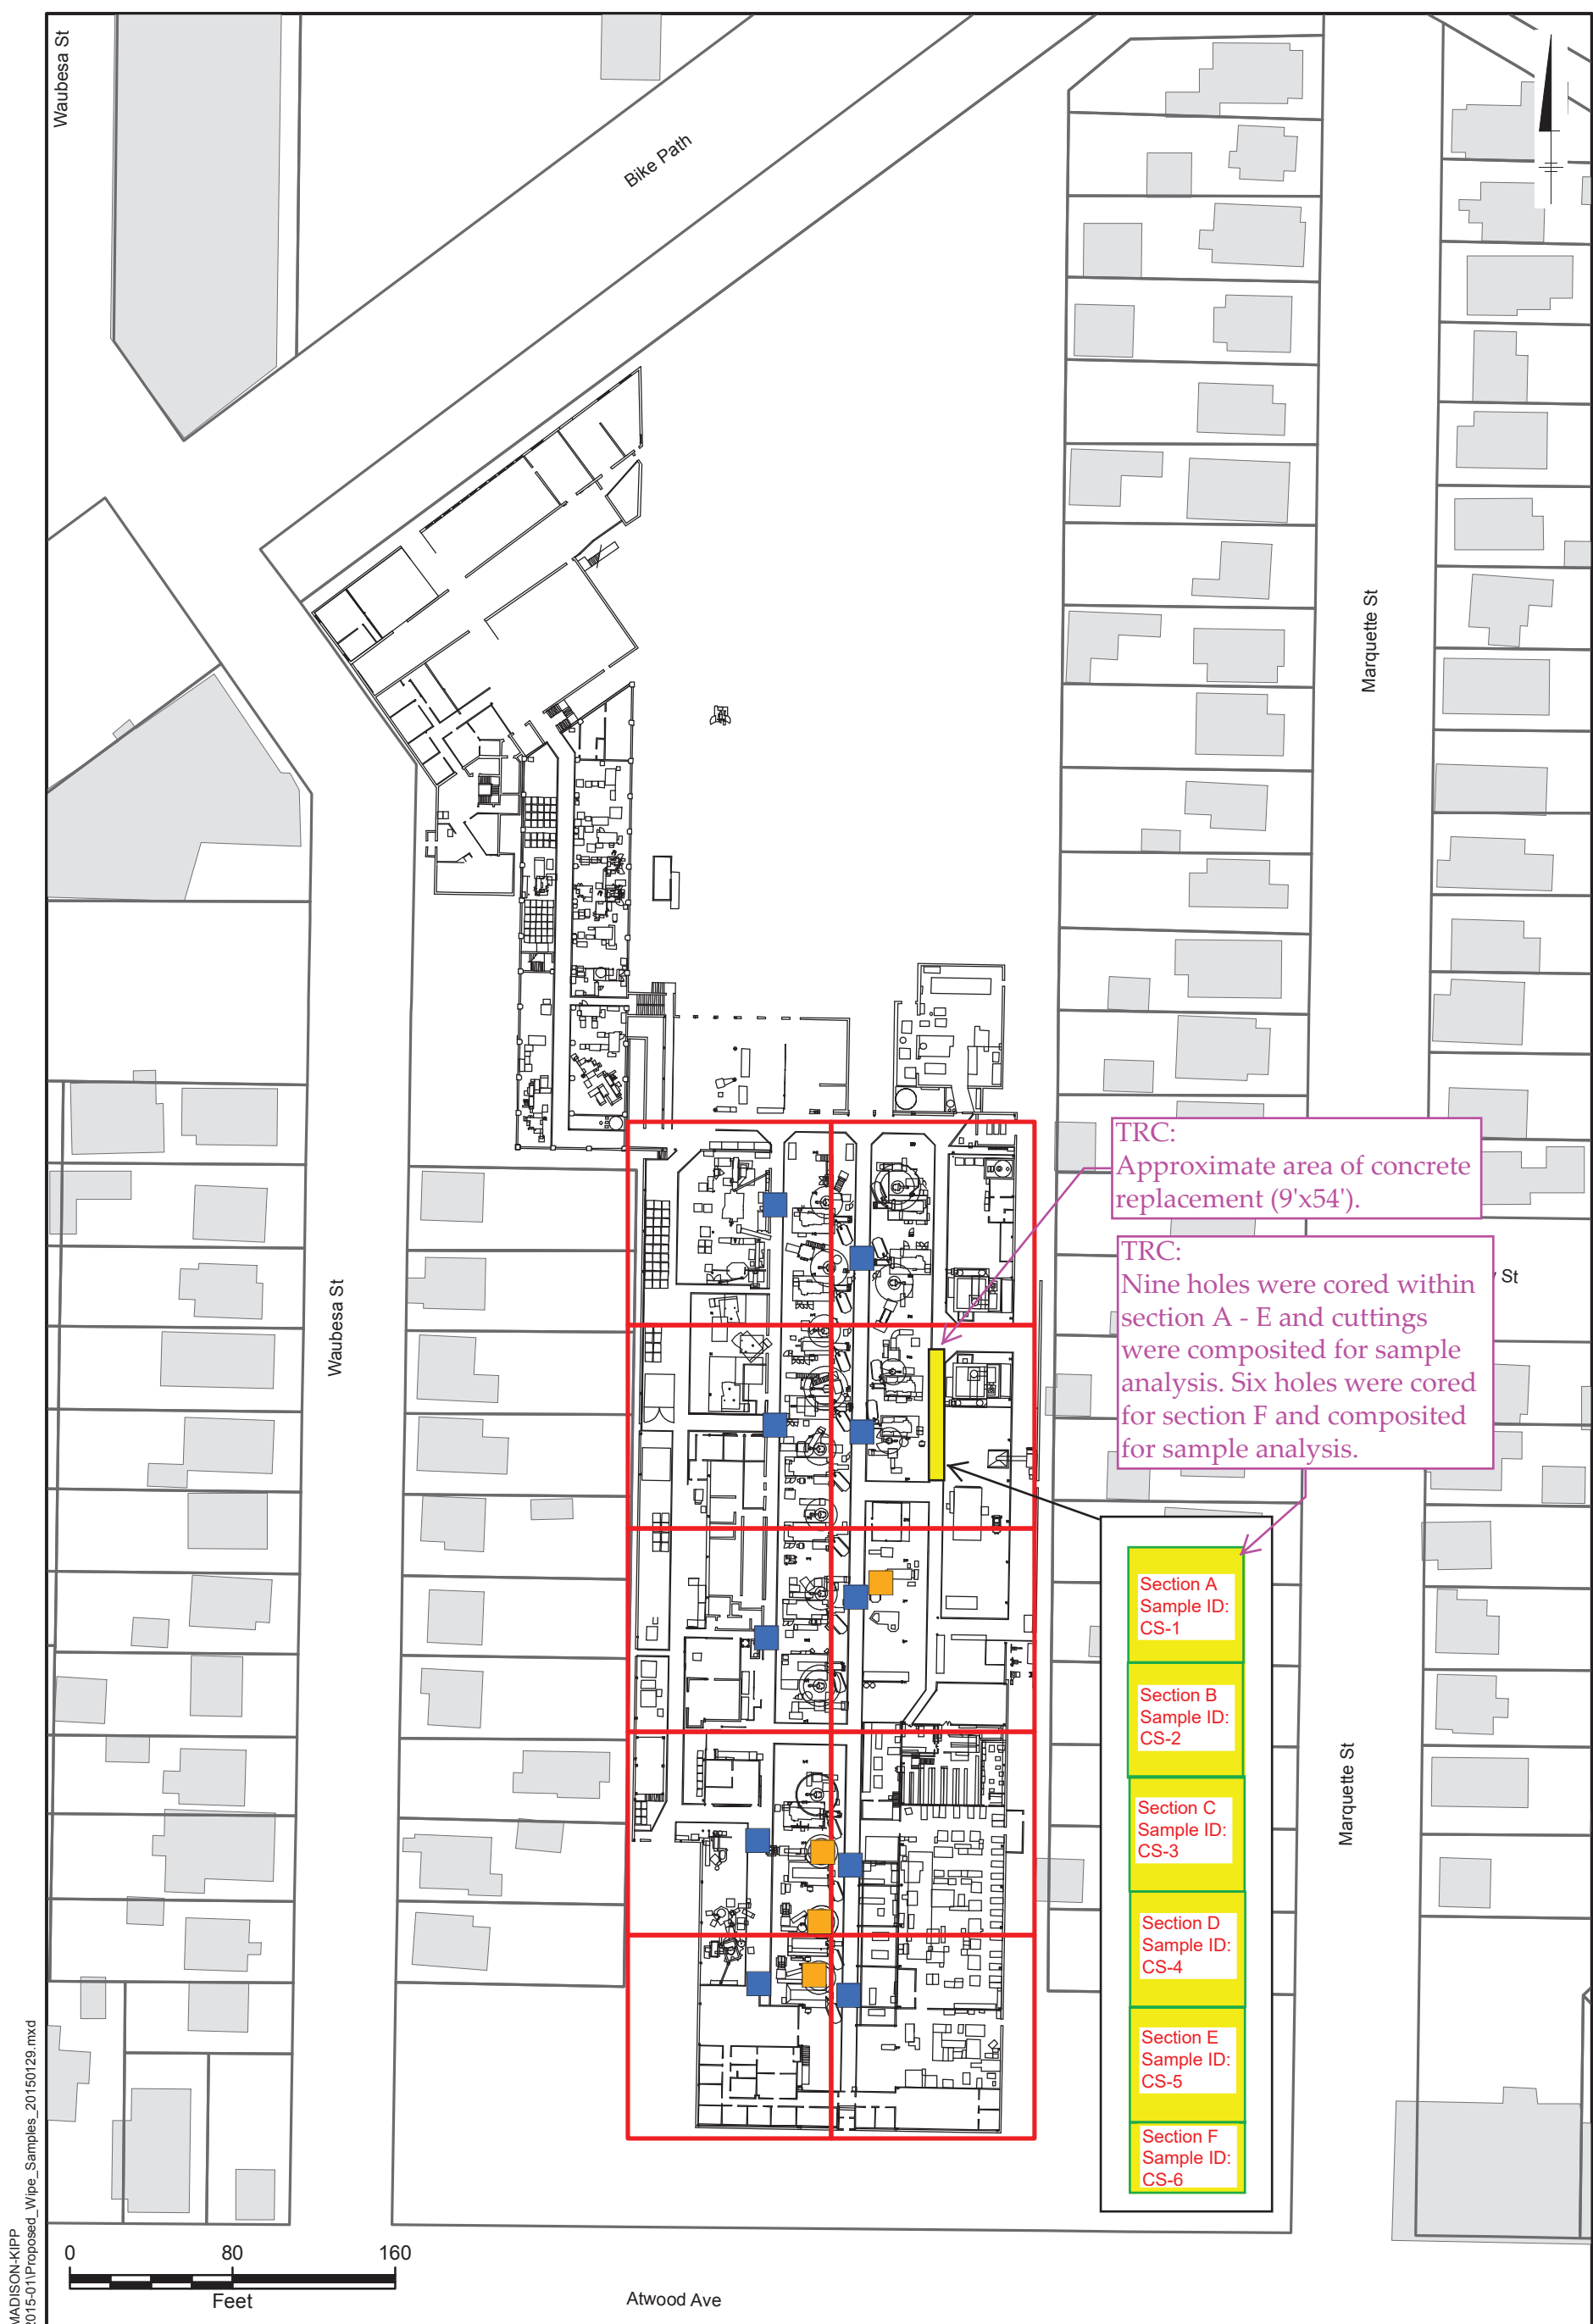 Waubesa St
Bike Path
Marquette St
TRC:
Approximate area of concrete
replacement (9'x54').
TRC:
Nine holes were cored within
section A - E and cuttings
were composited for sample
analysis. Six holes were cored
for section F and composited
for sample analysis.
St
Waubesa St
Section A
Sample ID:
CS-1
Section B
Sample ID:
CS-2
Section C
Sample ID:
CS-3
Section D
Sample ID:
CS-4
Section E
Sample ID:
CS-5
Section F
Sample ID:
CS-6
Marquette St
0 80 160
Feet
Atwood Ave
MADISON-KIPP
2015-01\Proposed_Wipe_Samples_20150129.mxd